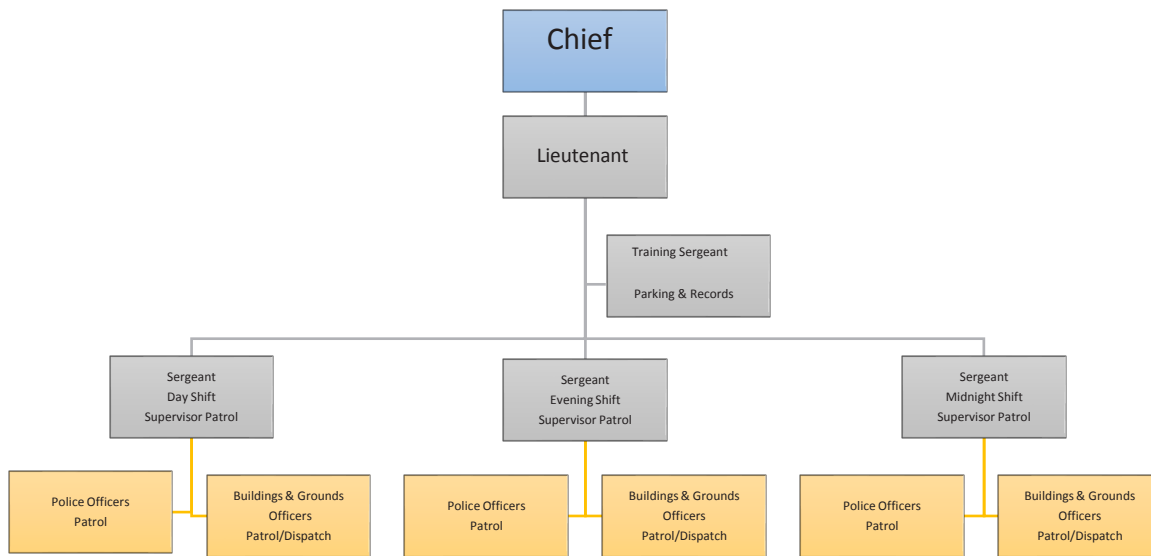 Chief
Lieutenant
Training Sergeant
Parking & Records
Sergeant
Day Shift
Supervisor Patrol
Sergeant
Evening Shift
Supervisor Patrol
Sergeant
Midnight Shift
Supervisor Patrol
Police Officers
Patrol
Buildings & Grounds
Officers
Patrol/Dispatch
Police Officers
Patrol
Buildings & Grounds
Officers
Patrol/Dispatch
Police Officers
Patrol
Buildings & Grounds
Officers
Patrol/Dispatch